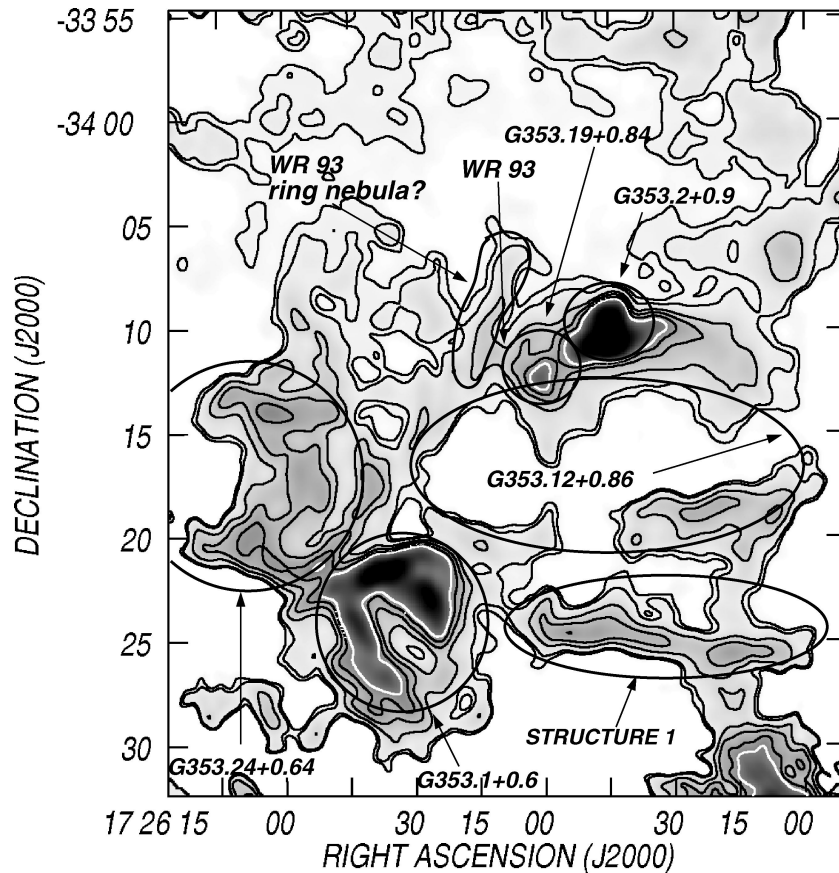 -33 55
-34 00
G353.19+0.84
WR 93
ring nebula?
WR 93
G353.2+0.9
05
10
15
20
25
30
DECLINATION (J2000)
G353.12+0.86
STRUCTURE 1
G353.24+0.64
G353.1+0.6
17 26 15 00 30 00 30 15 00
RIGHT ASCENSION (J2000)